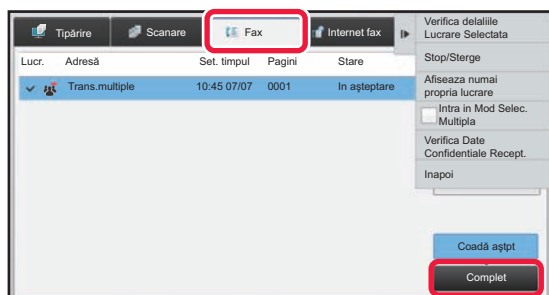 Tipărire
Scanare
Fax
Internet fax
Lucr.
Adresă
Set. timpul
Pagini
Stare
Trans.multiple
10:45 07/07
0001
In aşteptare
Verifica delaliile
Lucrare Selectata
Stop/Sterge
Afiseaza numai
propria lucrare
Intra in Mod Selec.
Multipla
Verifica Date
Confidentiale Recept.
Inapoi
Coadă aştpt
Complet